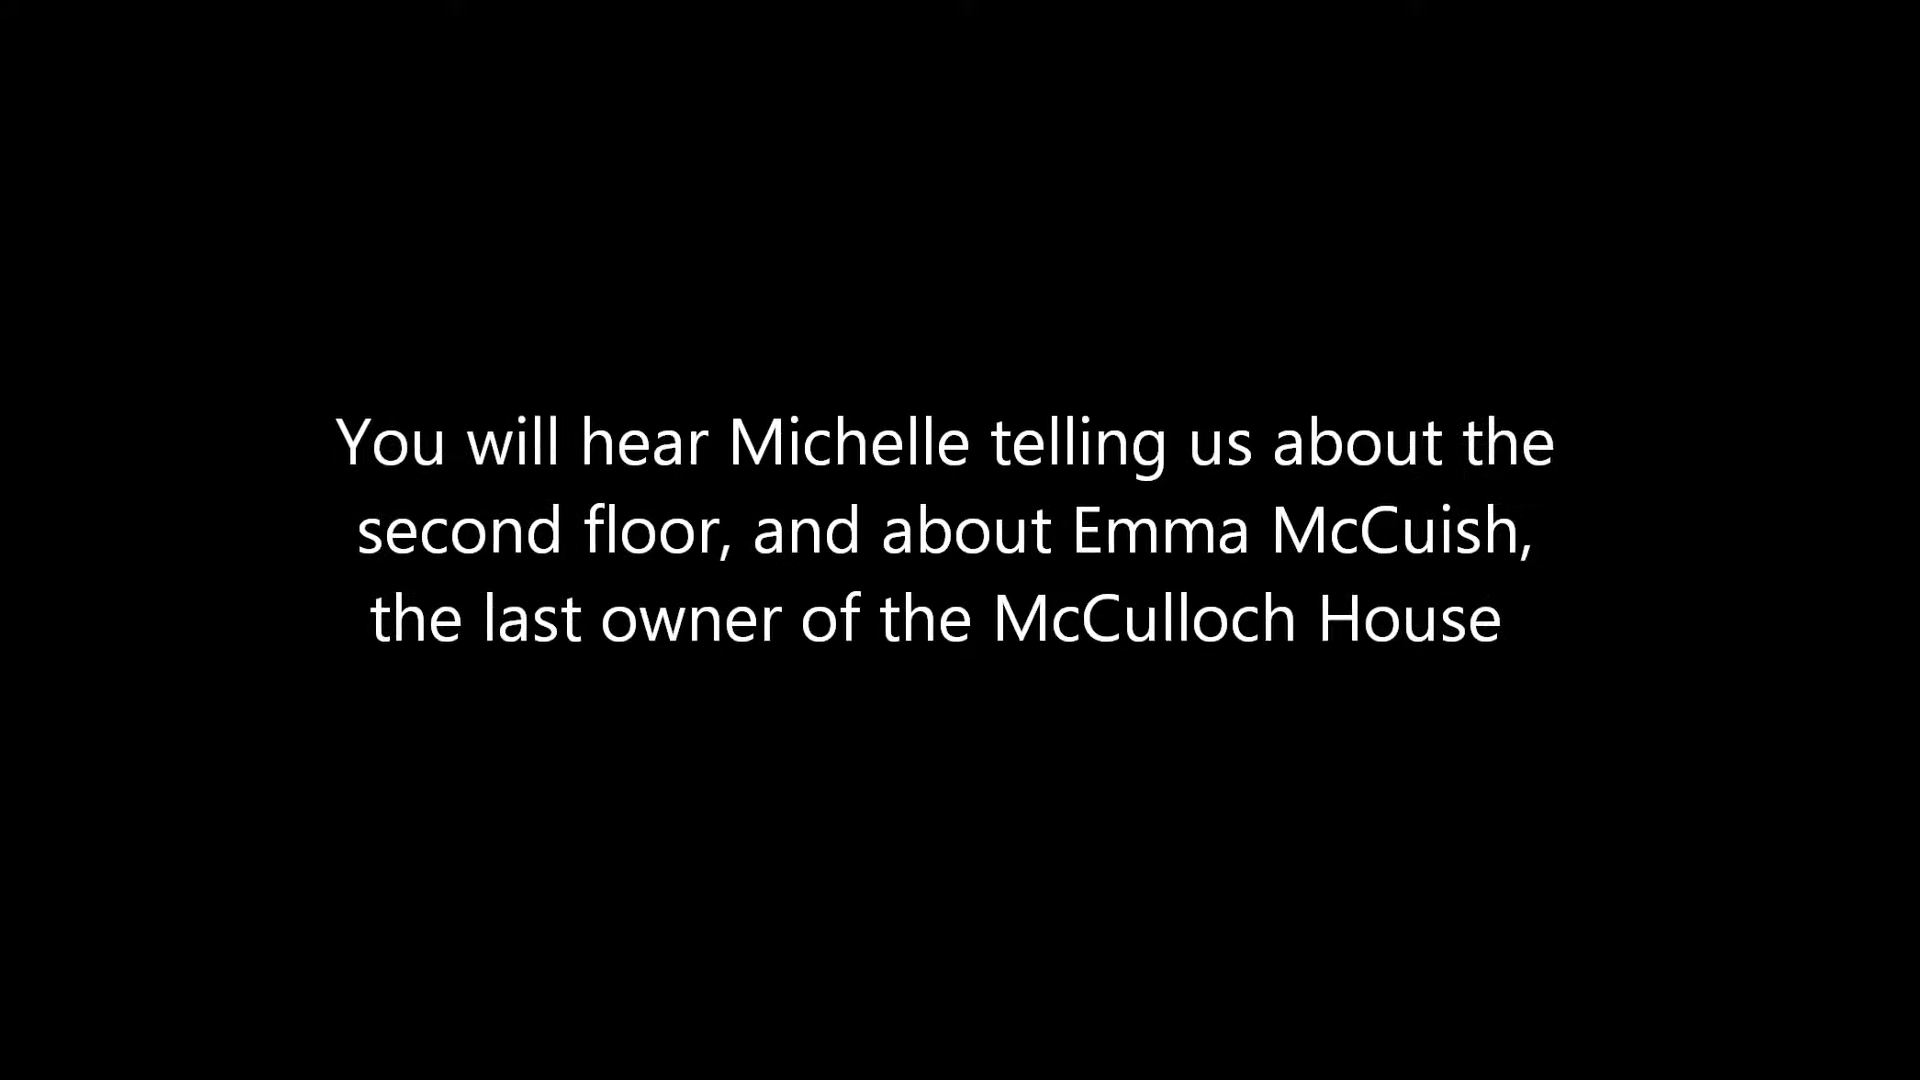 You will hear Michelle telling us about the
second floor, and about Emma McCuish,
the last owner of the McCulloch House